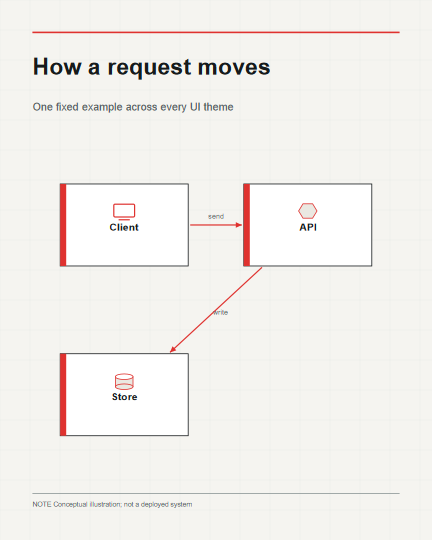 How a request moves
One fixed example across every UI theme
send
Client
API
write
Store
NOTE Conceptual illustration; not a deployed system